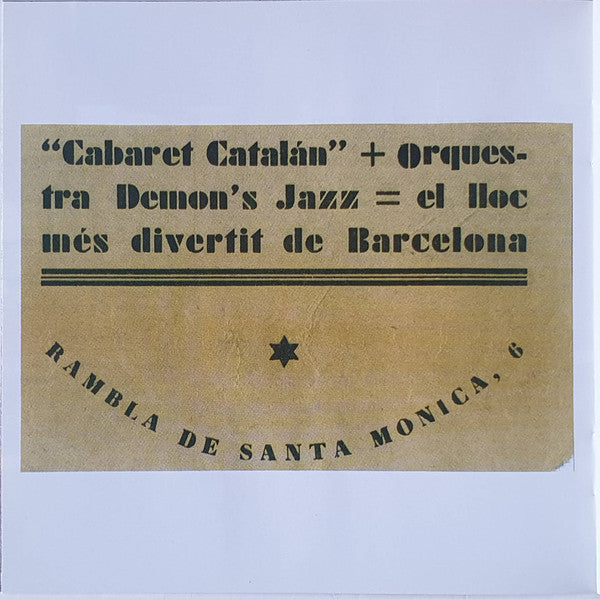 “Cabaret Catalán” + Orques-
tra Demon's Jazz = el lloc
més divertit de Barcelona
RAMBLA DE SANTA MONICA, 6